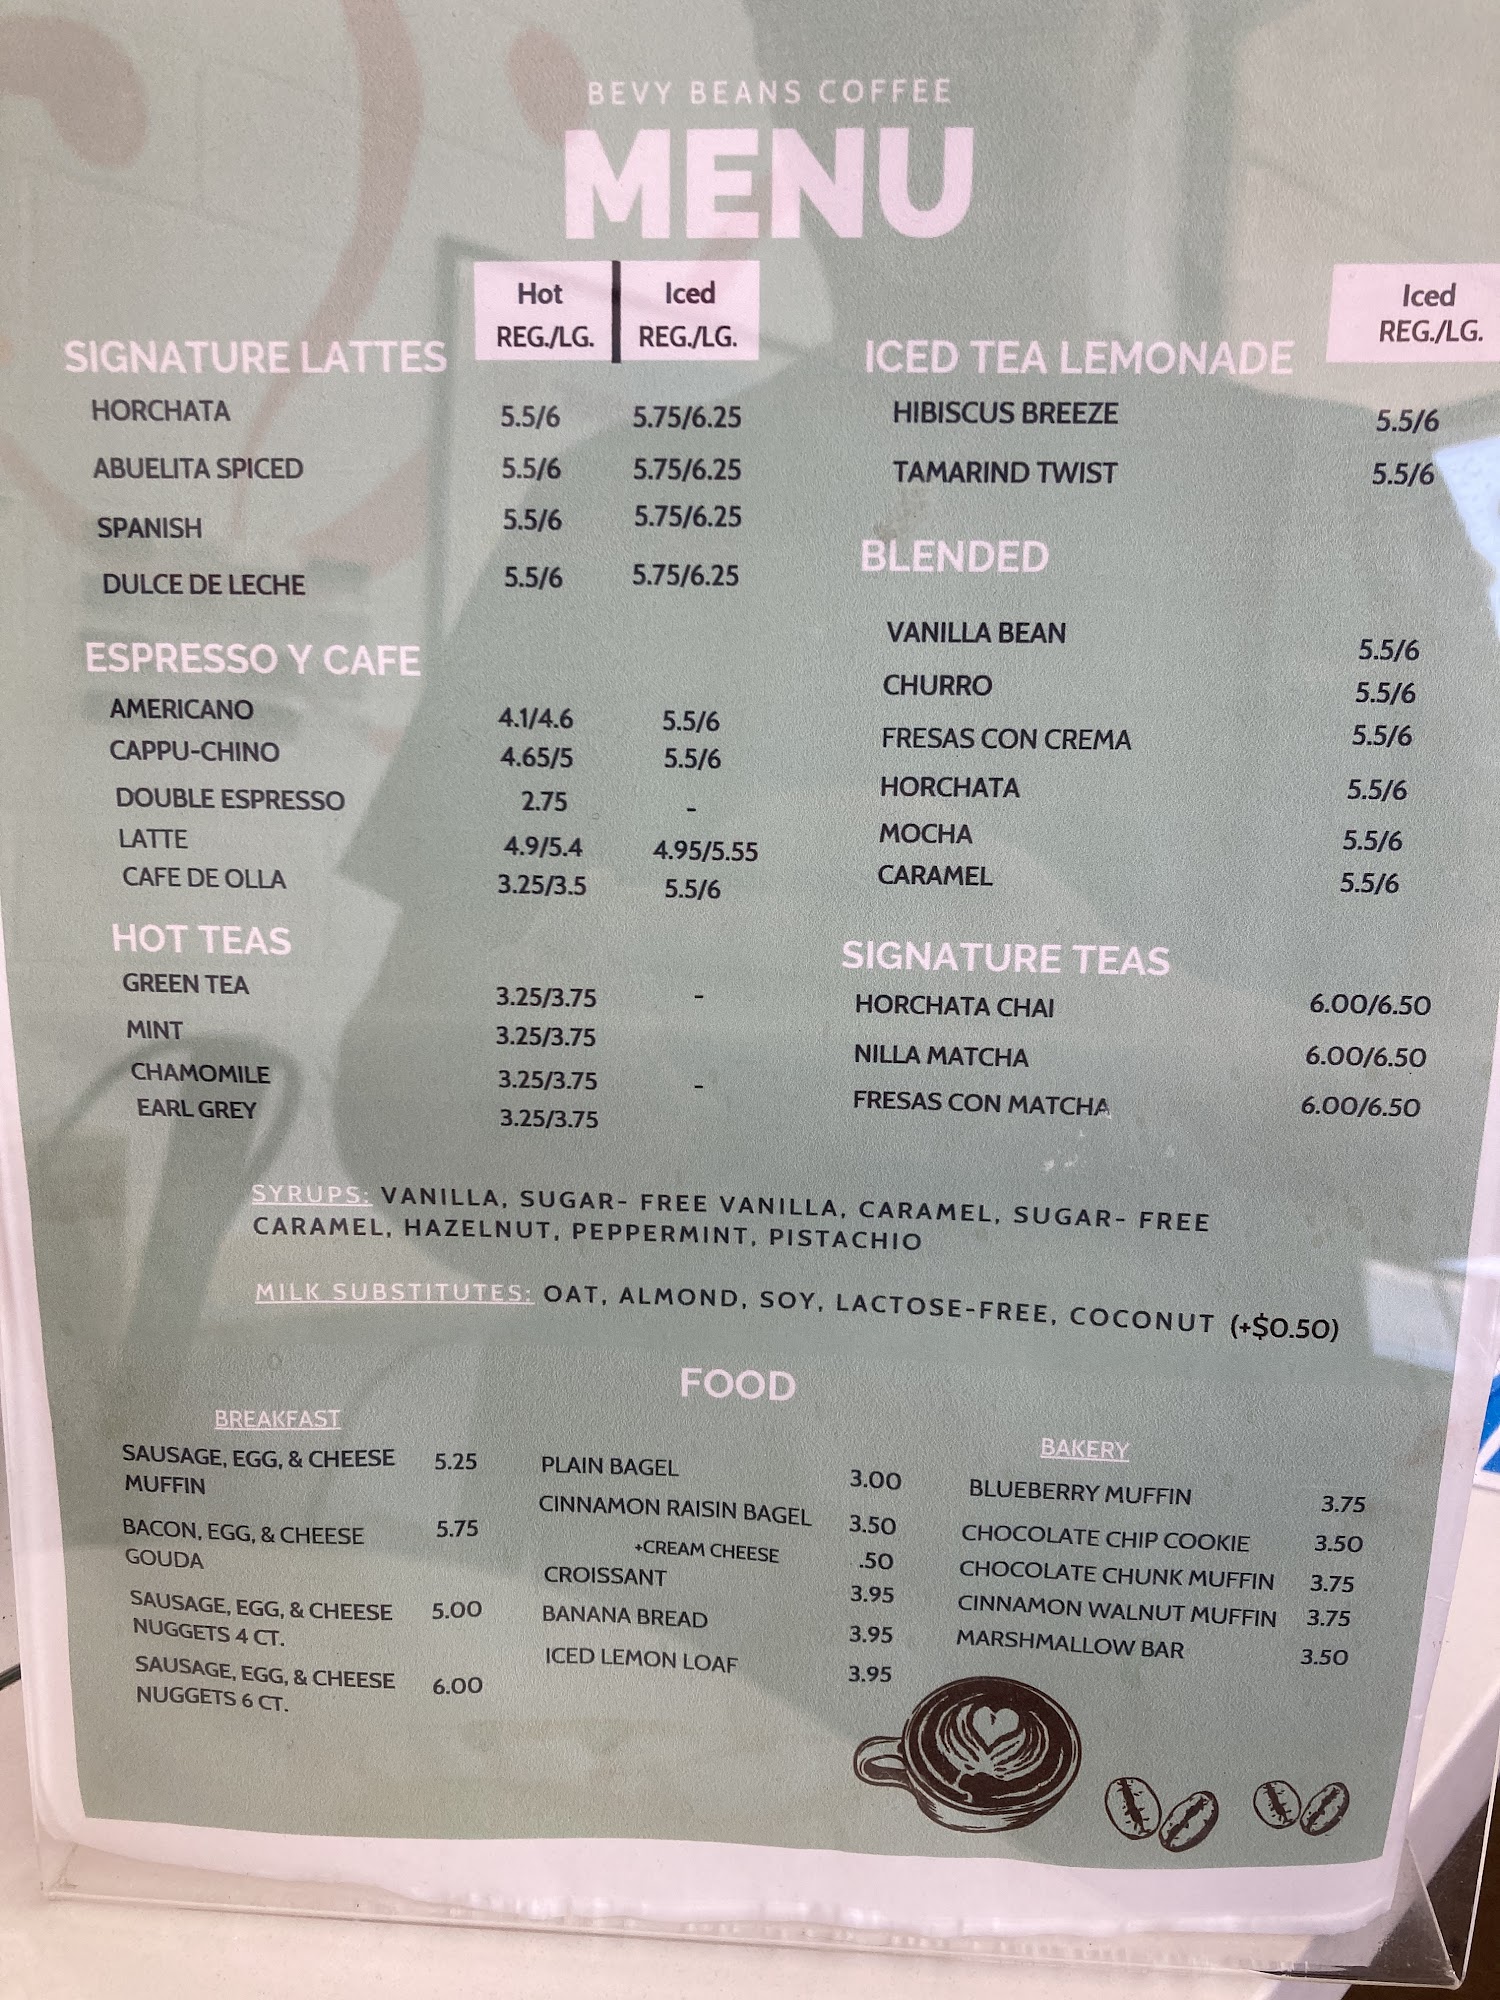 BEVY BEANS COFFEE
MENU
Hot Iced
REG./LG. REG./LG.
SIGNATURE LATTES
HORCHATA 5.5/6 5.75/6.25
ABUELITA SPICED 5.5/6 5.75/6.25
SPANISH 5.5/6 5.75/6.25
DULCE DE LECHE 5.5/6 5.75/6.25
ESPRESSO Y CAFE
AMERICANO 4.1/4.6 5.5/6
CAPPU-CHINO 4.65/5 5.5/6
DOUBLE ESPRESSO 2.75 -
LATTE 4.9/5.4 4.95/5.55
CAFE DE OLLA 3.25/3.5 5.5/6
HOT TEAS
GREEN TEA 3.25/3.75 -
MINT 3.25/3.75
CHAMOMILE 3.25/3.75 -
EARL GREY 3.25/3.75
Iced
REG./LG.
ICED TEA LEMONADE
HIBISCUS BREEZE 5.5/6
TAMARIND TWIST 5.5/6
BLENDED
VANILLA BEAN 5.5/6
CHURRO 5.5/6
FRESAS CON CREMA 5.5/6
HORCHATA 5.5/6
MOCHA 5.5/6
CARAMEL 5.5/6
SIGNATURE TEAS
HORCHATA CHAI 6.00/6.50
NILLA MATCHA 6.00/6.50
FRESAS CON MATCHA 6.00/6.50
SYRUPS: VANILLA, SUGAR- FREE VANILLA, CARAMEL, SUGAR- FREE
CARAMEL, HAZELNUT, PEPPERMINT, PISTACHIO
MILK SUBSTITUTES: OAT, ALMOND, SOY, LACTOSE-FREE, COCONUT (+$0.50)
FOOD
BREAKFAST
SAUSAGE, EGG, & CHEESE 5.25
MUFFIN
BACON, EGG, & CHEESE 5.75
GOUDA
SAUSAGE, EGG, & CHEESE 5.00
NUGGETS 4 CT.
SAUSAGE, EGG, & CHEESE 6.00
NUGGETS 6 CT.
PLAIN BAGEL 3.00
CINNAMON RAISIN BAGEL 3.50
+CREAM CHEESE .50
CROISSANT 3.95
BANANA BREAD 3.95
ICED LEMON LOAF 3.95
BAKERY
BLUEBERRY MUFFIN 3.75
CHOCOLATE CHIP COOKIE 3.50
CHOCOLATE CHUNK MUFFIN 3.75
CINNAMON WALNUT MUFFIN 3.75
MARSHMALLOW BAR 3.50